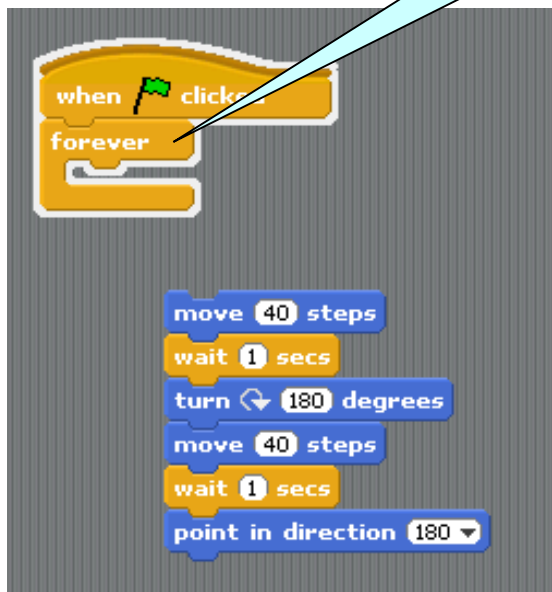 when clicked
forever
move 40 steps
wait 1 secs
turn 180 degrees
move 40 steps
wait 1 secs
point in direction 180